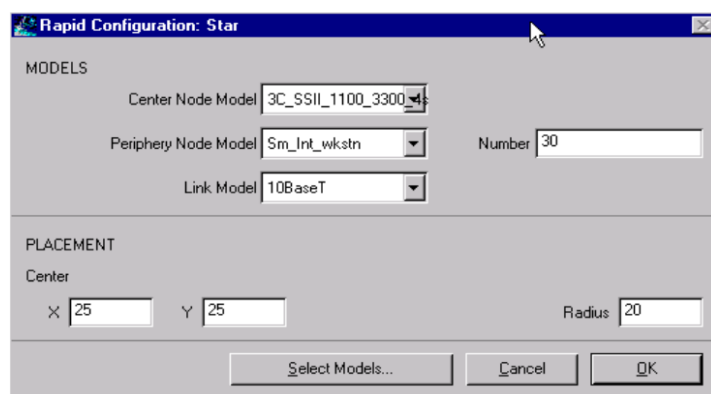 Rapid Configuration: Star
MODELS
Center Node Model 3C_SSII_1100_3300_4s
Periphery Node Model Sm_Int_wkstn Number 30
Link Model 10BaseT
PLACEMENT
Center
X 25 Y 25 Radius 20
Select Models... Cancel OK